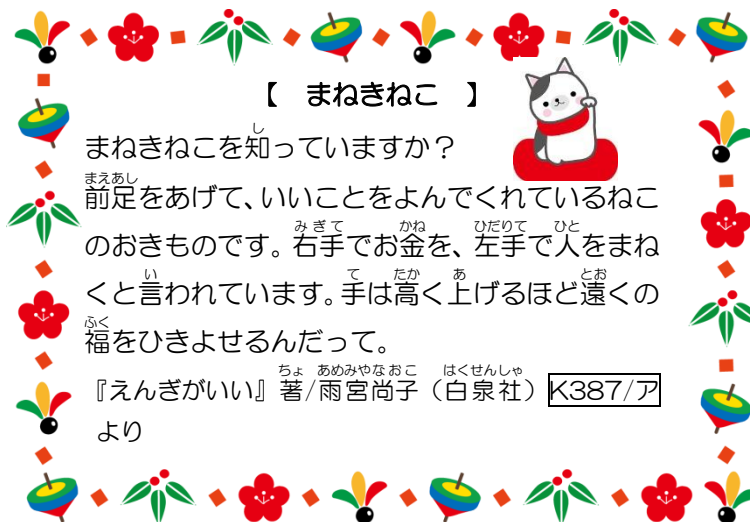 【　まねきねこ　】
まねきねこを知っていますか？
前足をあげて、いいことをよんでくれているねこ
のおきものです。右手でお金を、左手で人をまね
くと言われています。手は高く上げるほど遠くの
福をひきよせるんだって。
『えんぎがいい』著/雨宮尚子（白泉社）K387/ア
より